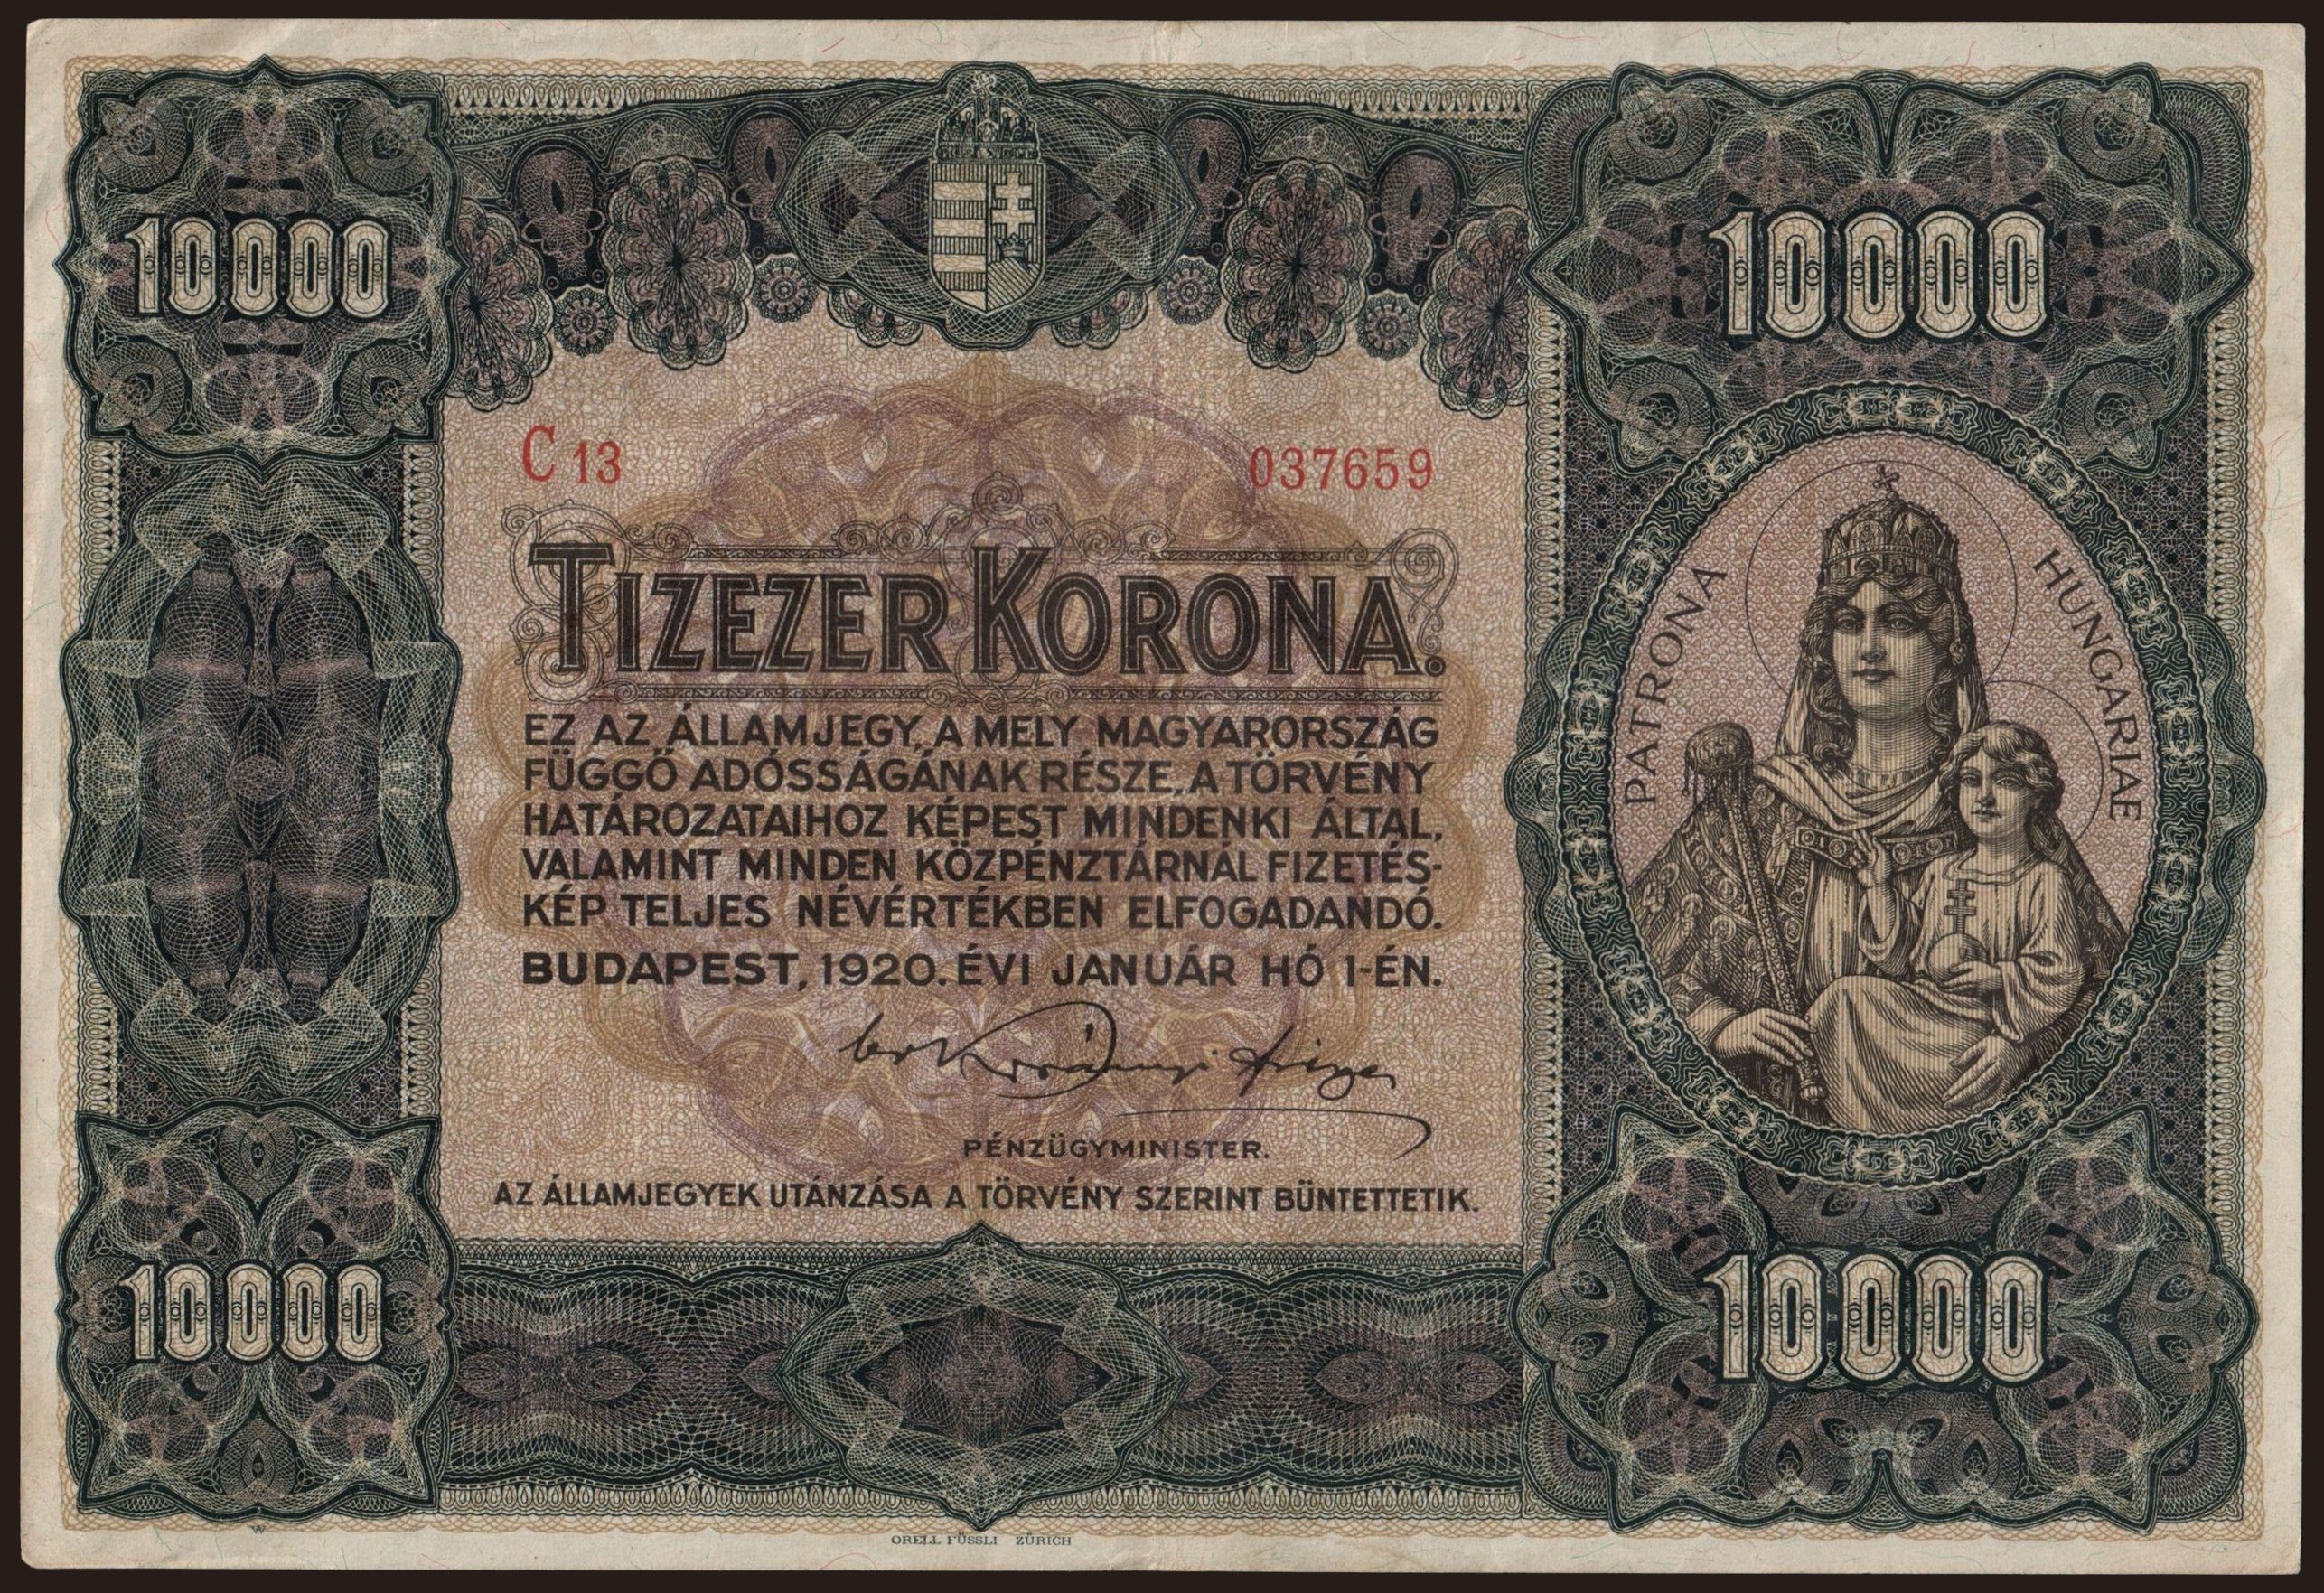 10000
10000
C 13
037659
TIZEZER KORONA.
EZ AZ ÁLLAMJEGY, A MELY MAGYARORSZÁG
FÜGGŐ ADÓSSÁGÁNAK RÉSZE, A TÖRVÉNY
HATÁROZATAIHOZ KÉPEST MINDENKI ÁLTAL,
VALAMINT MINDEN KÖZPÉNZTÁRNÁL FIZETÉS-
KÉP TELJES NÉVÉRTÉKBEN ELFOGADANDÓ.
BUDAPEST, 1920. ÉVI JANUÁR HÓ 1-ÉN.
PÉNZÜGYMINISTER.
AZ ÁLLAMJEGYEK UTÁNZÁSA A TÖRVÉNY SZERINT BÜNTETTETIK.
PATRONA HUNGARIAE
10000
10000
ORELL FÜSSLI ZÜRICH